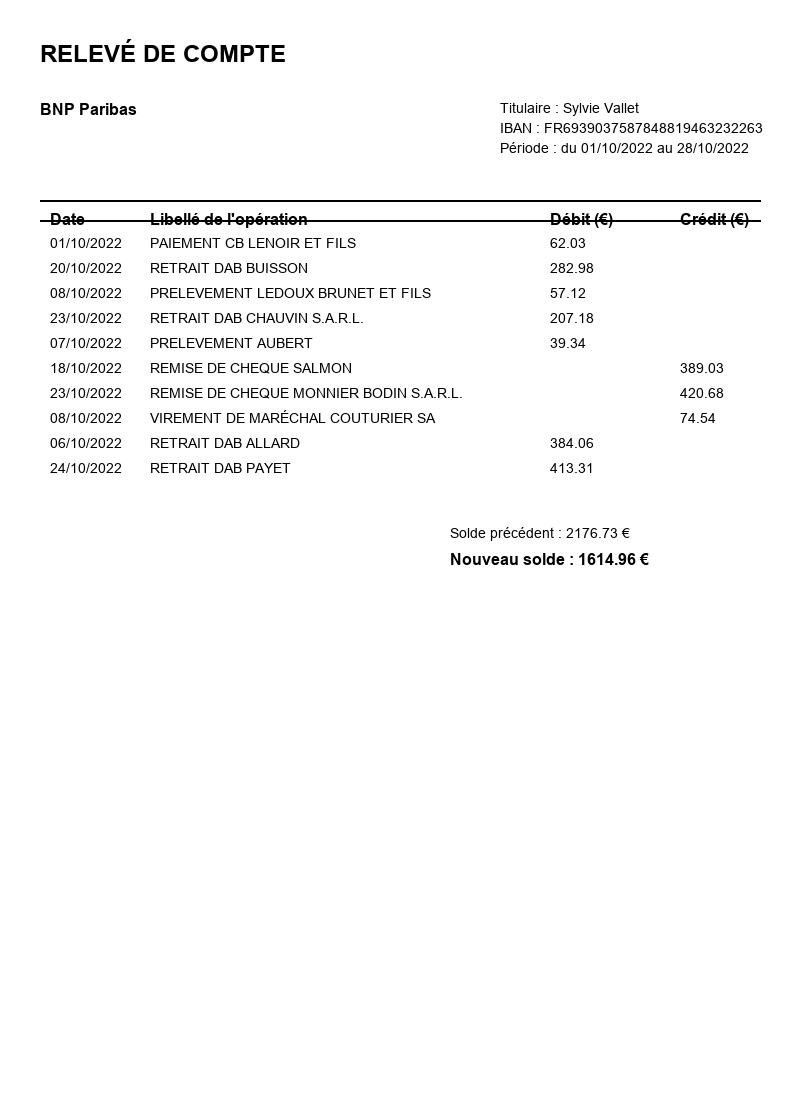 RELEVÉ DE COMPTE
BNP Paribas
Titulaire : Sylvie Vallet
IBAN : FR6939037587848819463232263
Période : du 01/10/2022 au 28/10/2022
Date Libellé de l'opération Débit (€) Crédit (€)
01/10/2022 PAIEMENT CB LENOIR ET FILS 62.03
20/10/2022 RETRAIT DAB BUISSON 282.98
08/10/2022 PRELEVEMENT LEDOUX BRUNET ET FILS 57.12
23/10/2022 RETRAIT DAB CHAUVIN S.A.R.L. 207.18
07/10/2022 PRELEVEMENT AUBERT 39.34
18/10/2022 REMISE DE CHEQUE SALMON 389.03
23/10/2022 REMISE DE CHEQUE MONNIER BODIN S.A.R.L. 420.68
08/10/2022 VIREMENT DE MARÉCHAL COUTURIER SA 74.54
06/10/2022 RETRAIT DAB ALLARD 384.06
24/10/2022 RETRAIT DAB PAYET 413.31
Solde précédent : 2176.73 €
Nouveau solde : 1614.96 €